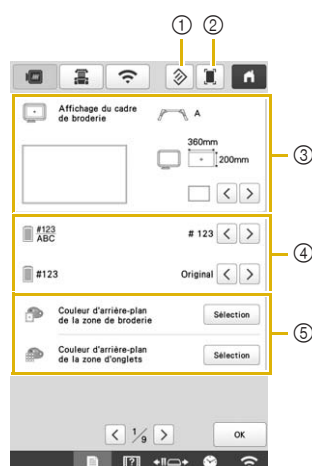 ① ②
Affichage du cadre
de broderie
A
360mm
200mm
③
#123
ABC
# 123
④
#123
Original
Couleur d'arrière-plan
de la zone de broderie
Sélection
⑤
Couleur d'arrière-plan
de la zone d'onglets
Sélection
1/9
OK